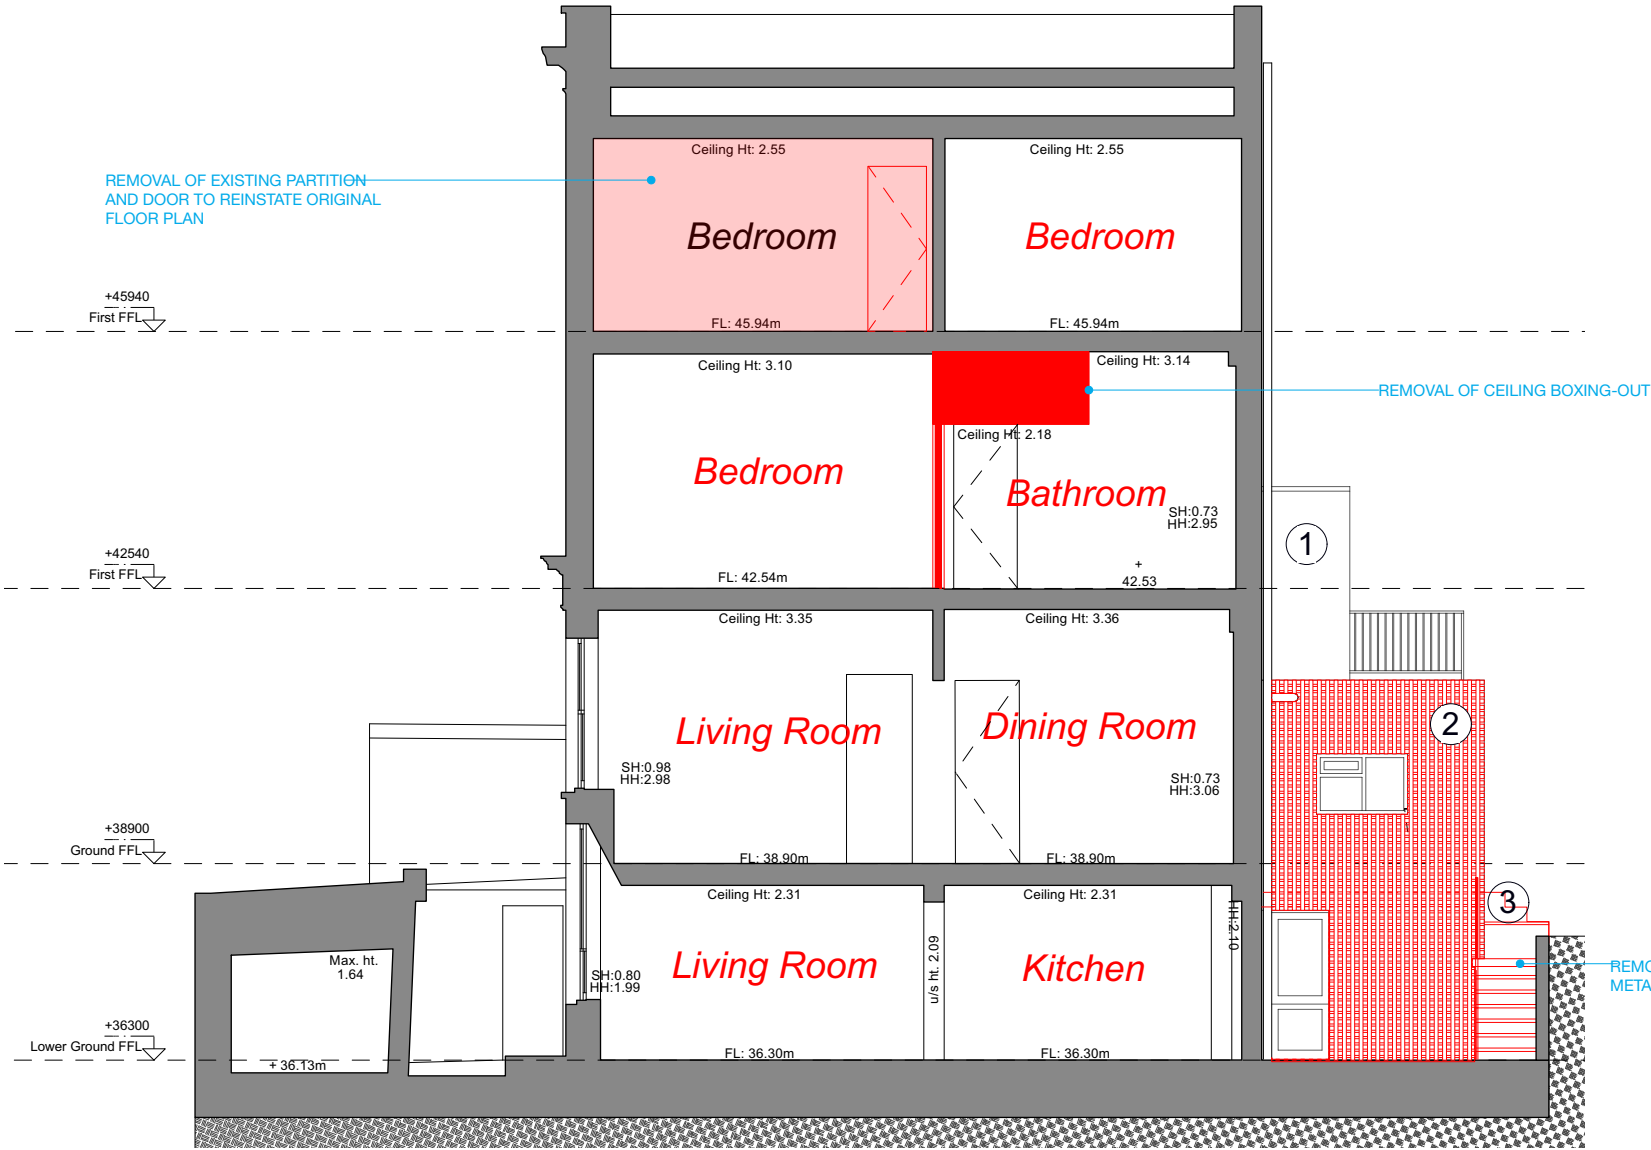 Ceiling Ht: 2.55
Ceiling Ht: 2.55
REMOVAL OF EXISTING PARTITION
AND DOOR TO REINSTATE ORIGINAL
FLOOR PLAN
Bedroom
Bedroom
+45940
First FFL
FL: 45.94m
FL: 45.94m
Ceiling Ht: 3.10
Ceiling Ht: 3.14
REMOVAL OF CEILING BOXING-OUT
Ceiling Ht: 2.18
Bedroom
Bathroom
SH:0.73
HH:2.95
1
+42540
First FFL
FL: 42.54m
+
42.53
Ceiling Ht: 3.35
Ceiling Ht: 3.36
Living Room
Dining Room
2
SH:0.98
HH:2.98
SH:0.73
HH:3.06
+38900
Ground FFL
FL: 38.90m
FL: 38.90m
Ceiling Ht: 2.31
Ceiling Ht: 2.31
3
HH:2.10
Max. ht.
1.64
Living Room
u/s ht. 2.09
Kitchen
SH:0.80
HH:1.99
REMO
META
+36300
Lower Ground FFL
+ 36.13m
FL: 36.30m
FL: 36.30m